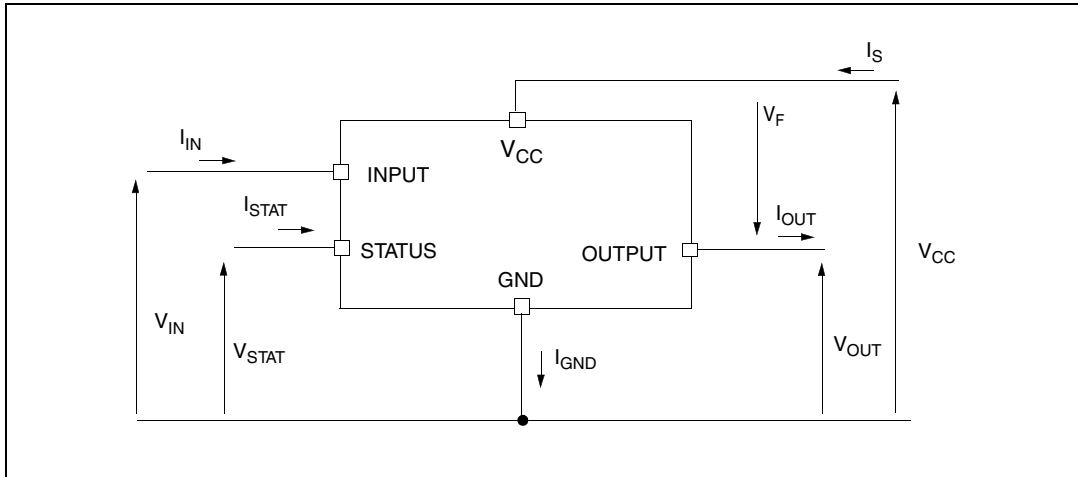 I_S
V_F
V_CC
I_IN
INPUT
I_STAT
I_OUT
STATUS
OUTPUT
V_CC
GND
V_IN
V_STAT
I_GND
V_OUT